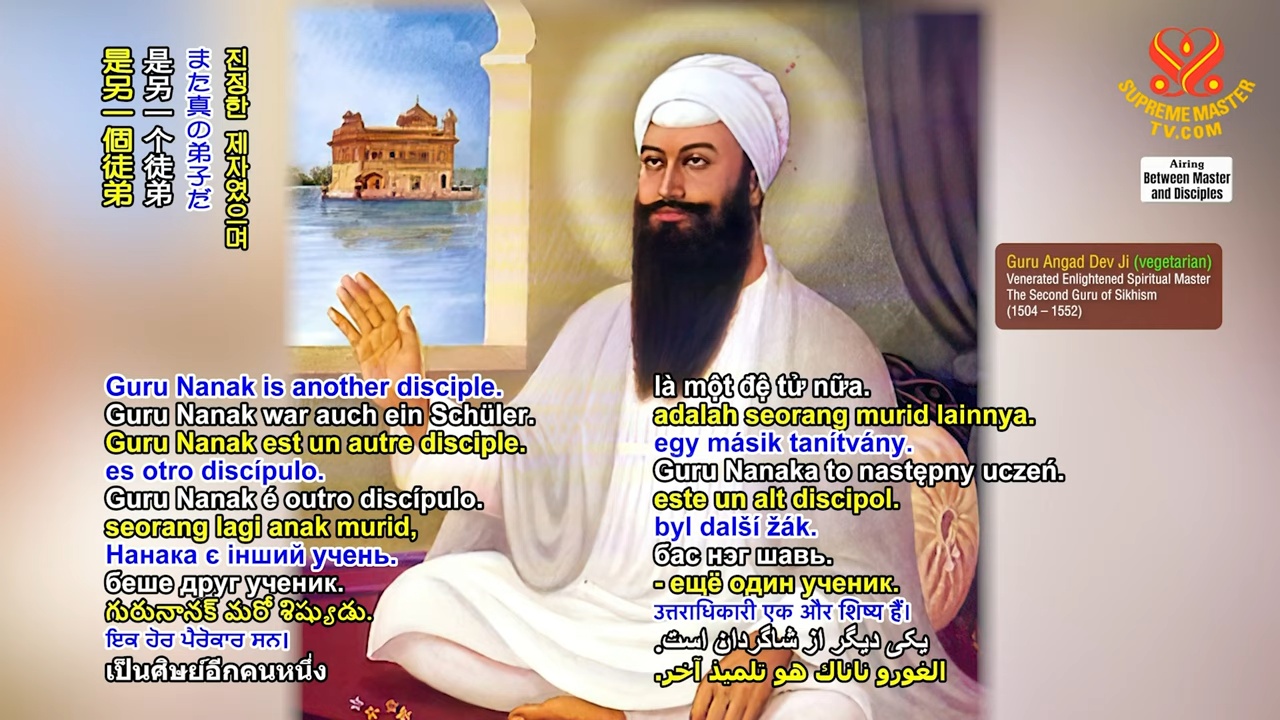 是另一個徒弟
是另一个徒弟
また真の弟子だ
진정한 제자였으며
SUPREME MASTER
TV.COM
Airing
Between Master
and Disciples
Guru Angad Dev Ji (vegetarian)
Venerated Enlightened Spiritual Master
The Second Guru of Sikhism
(1504 – 1552)
Guru Nanak is another disciple.
Guru Nanak war auch ein Schüler.
Guru Nanak est un autre disciple.
es otro discípulo.
Guru Nanak é outro discípulo.
seorang lagi anak murid,
Нанака є інший учень.
беше друг ученик.
గురునానక్ మరో శిష్యుడు.
ਇਕ ਹੋਰ ਪੈਰੋਕਾਰ ਸਨ।
เป็นศิษย์อีกคนหนึ่ง
là một đệ tử nữa.
adalah seorang murid lainnya.
egy másik tanítvány.
Guru Nanaka to następny uczeń.
este un alt discipol.
byl další žák.
бас нэг шавь.
- ещё один ученик.
उत्तराधिकारी एक और शिष्य हैं।
یکی دیگر از شاگردان است.
الغورو ناناك هو تلميذ آخر.